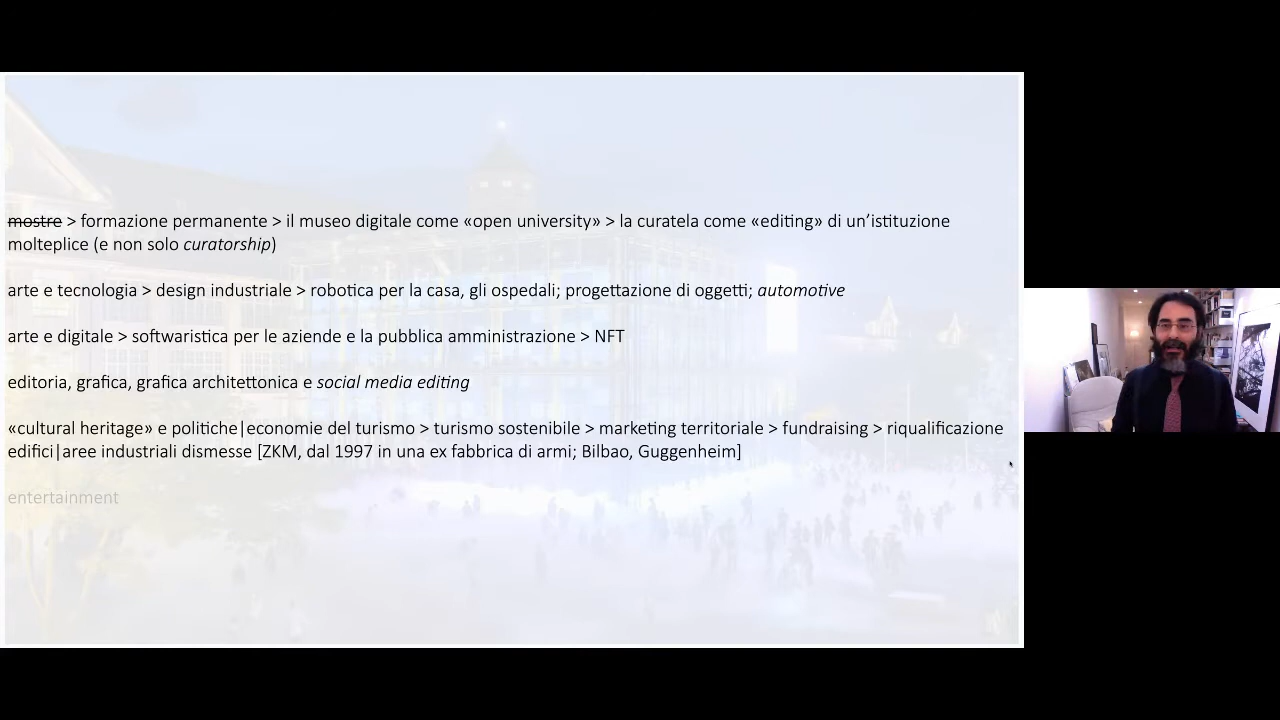 mostre > formazione permanente > il museo digitale come «open university» > la curatela come «editing» di un’istituzione
molteplice (e non solo curatorship)
arte e tecnologia > design industriale > robotica per la casa, gli ospedali; progettazione di oggetti; automotive
arte e digitale > softwaristica per le aziende e la pubblica amministrazione > NFT
editoria, grafica, grafica architettonica e social media editing
«cultural heritage» e politiche|economie del turismo > turismo sostenibile > marketing territoriale > fundraising > riqualificazione
edifici|aree industriali dismesse [ZKM, dal 1997 in una ex fabbrica di armi; Bilbao, Guggenheim]
entertainment